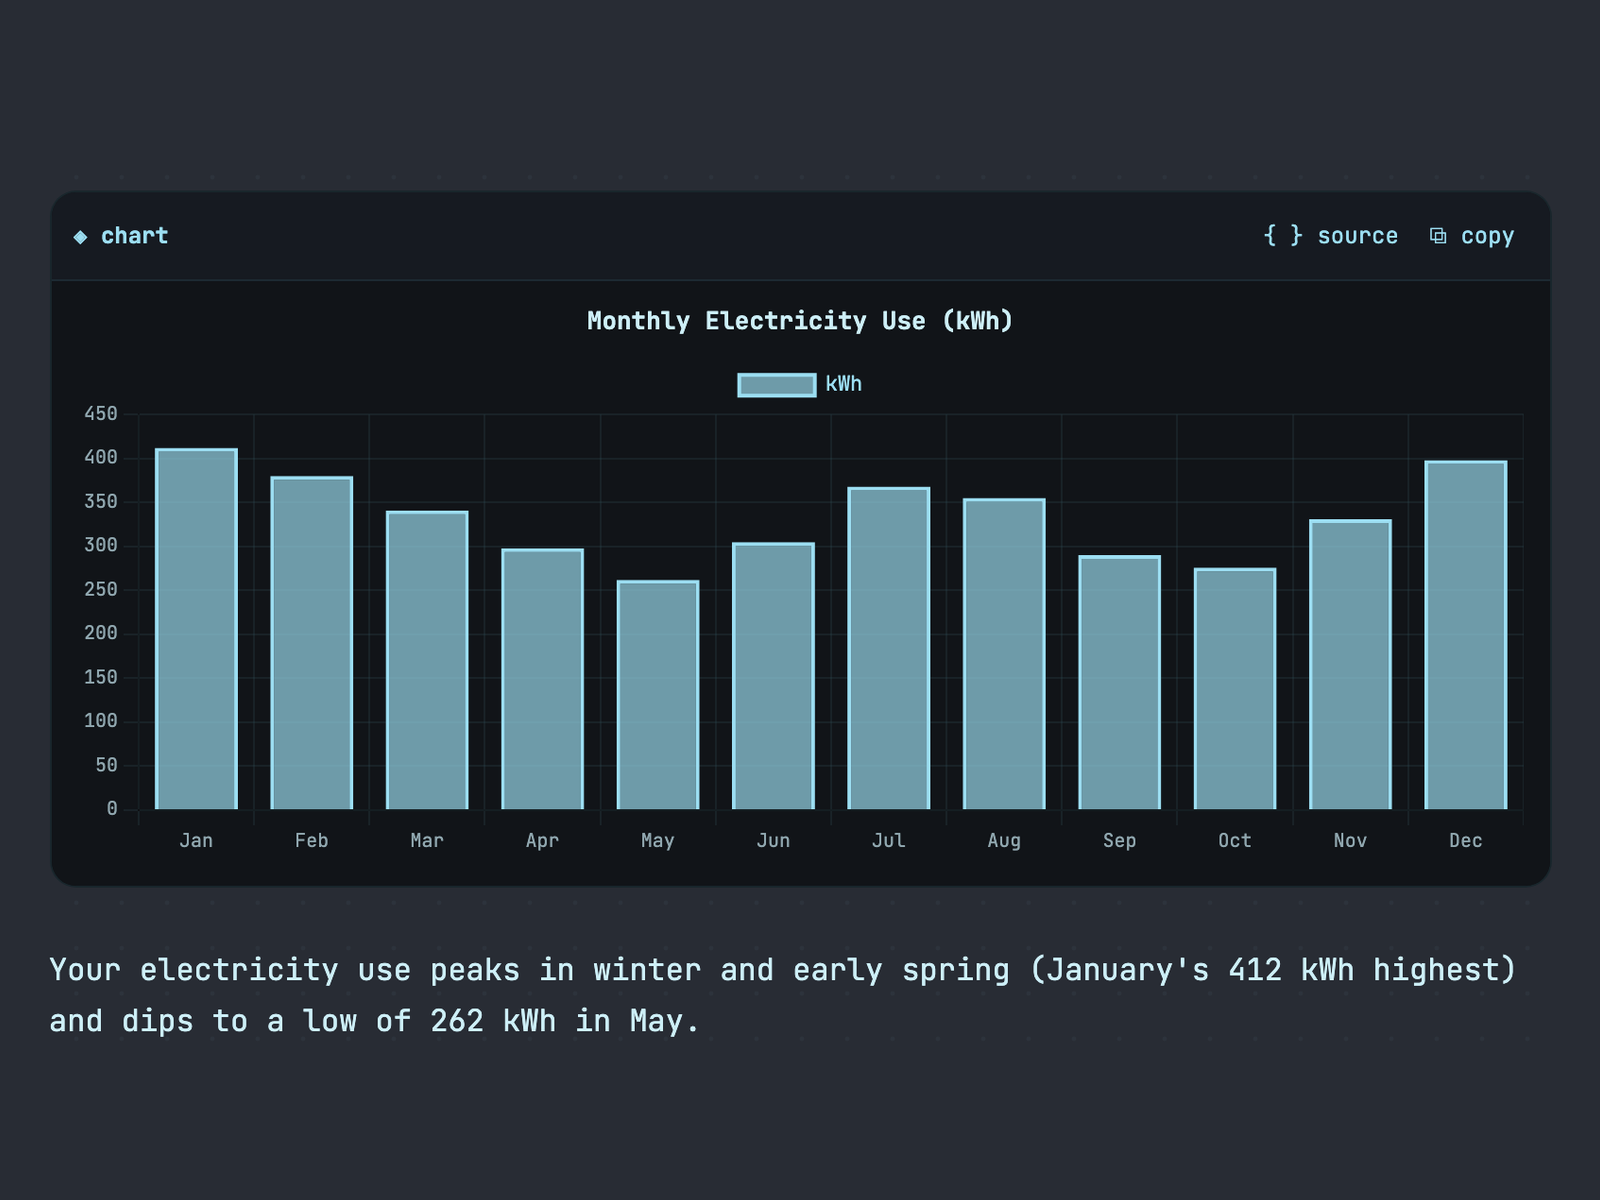 ◈ chart
{ } source ⧉ copy
Monthly Electricity Use (kWh)
kWh
450
400
350
300
250
200
150
100
50
0
Jan Feb Mar Apr May Jun Jul Aug Sep Oct Nov Dec
Your electricity use peaks in winter and early spring (January's 412 kWh highest)
and dips to a low of 262 kWh in May.